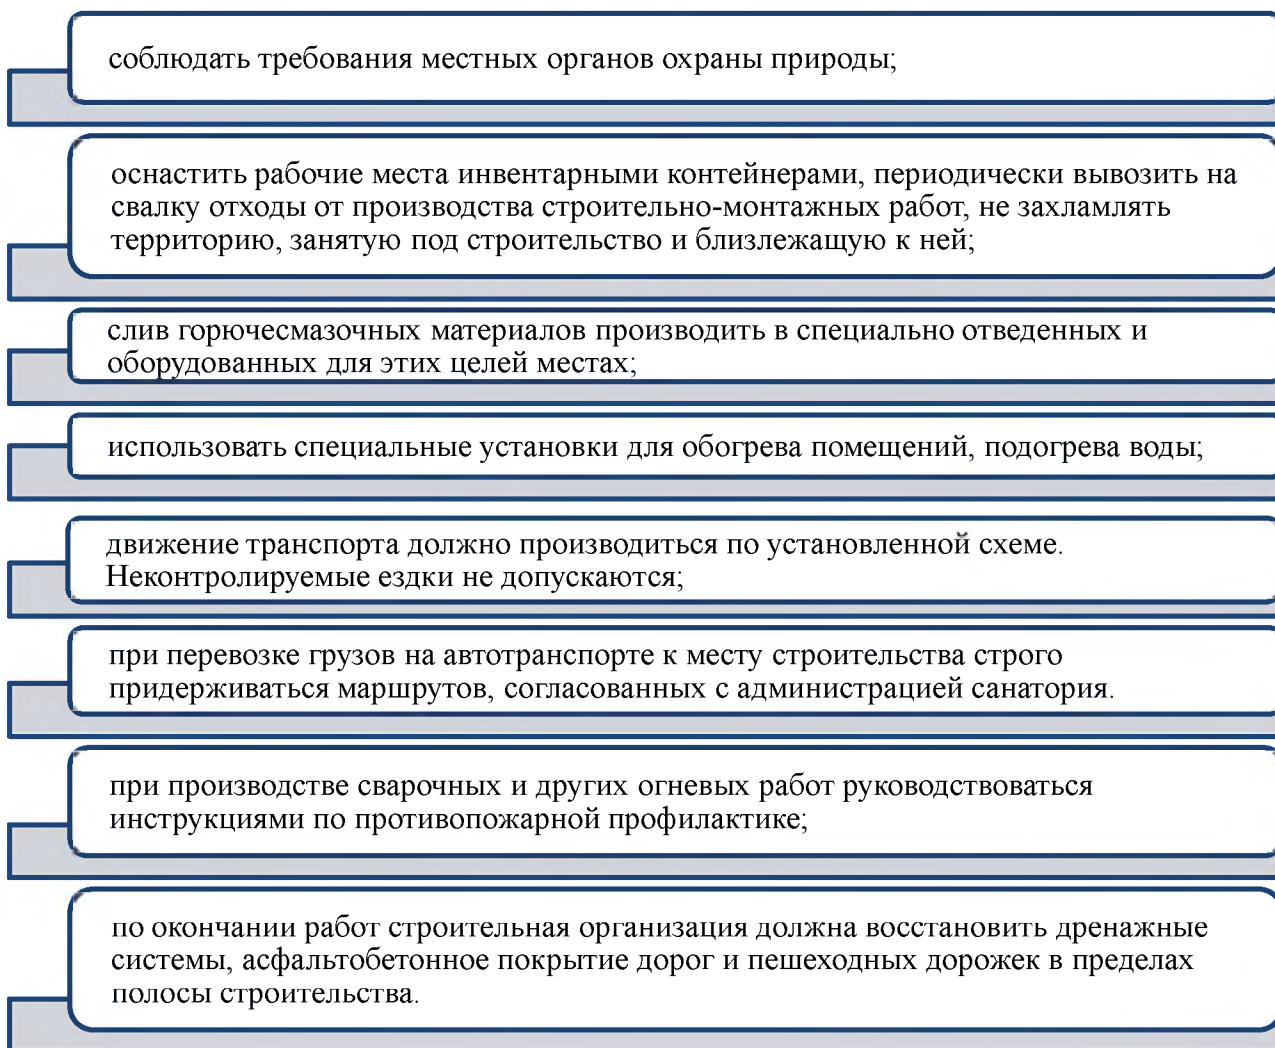 соблюдать требования местных органов охраны природы;
оснастить рабочие места инвентарными контейнерами, периодически вывозить на
свалку отходы от производства строительно-монтажных работ, не захламлять
территорию, занятую под строительство и близлежащую к ней;
слив горючесмазочных материалов производить в специально отведенных и
оборудованных для этих целей местах;
использовать специальные установки для обогрева помещений, подогрева воды;
движение транспорта должно производиться по установленной схеме.
Неконтролируемые ездки не допускаются;
при перевозке грузов на автотранспорте к месту строительства строго
придерживаться маршрутов, согласованных с администрацией санатория.
при производстве сварочных и других огневых работ руководствоваться
инструкциями по противопожарной профилактике;
по окончании работ строительная организация должна восстановить дренажные
системы, асфальтобетонное покрытие дорог и пешеходных дорожек в пределах
полосы строительства.